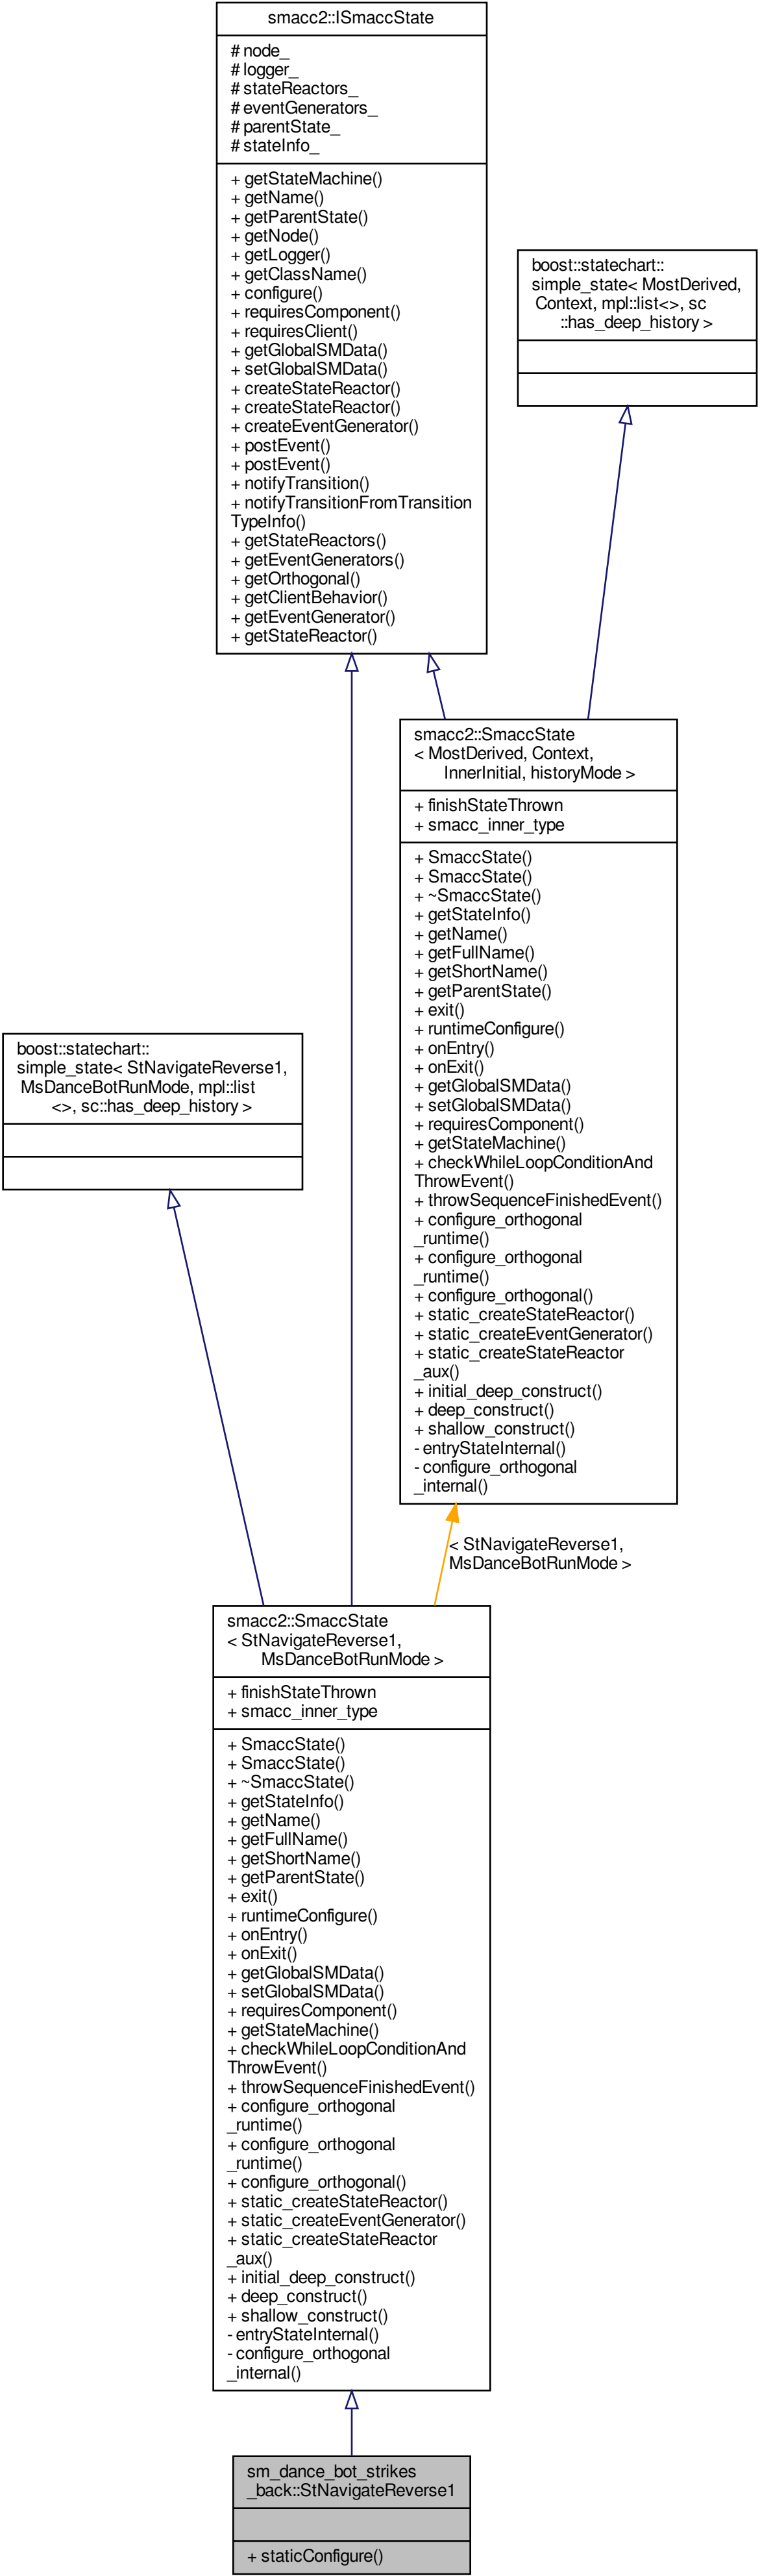 smacc2::ISmaccState
# node_
# logger_
# stateReactors_
# eventGenerators_
# parentState_
# stateInfo_
+ getStateMachine()
+ getName()
+ getParentState()
+ getNode()
+ getLogger()
+ getClassName()
+ configure()
+ requiresComponent()
+ requiresClient()
+ getGlobalSMData()
+ setGlobalSMData()
+ createStateReactor()
+ createStateReactor()
+ createEventGenerator()
+ postEvent()
+ postEvent()
+ notifyTransition()
+ notifyTransitionFromTransition
TypeInfo()
+ getStateReactors()
+ getEventGenerators()
+ getOrthogonal()
+ getClientBehavior()
+ getEventGenerator()
+ getStateReactor()
boost::statechart::
simple_state< MostDerived,
Context, mpl::list<>, sc
::has_deep_history >
smacc2::SmaccState
< MostDerived, Context,
InnerInitial, historyMode >
+ finishStateThrown
+ smacc_inner_type
+ SmaccState()
+ SmaccState()
+ ~SmaccState()
+ getStateInfo()
+ getName()
+ getFullName()
+ getShortName()
+ getParentState()
+ exit()
+ runtimeConfigure()
+ onEntry()
+ onExit()
+ getGlobalSMData()
+ setGlobalSMData()
+ requiresComponent()
+ getStateMachine()
+ checkWhileLoopConditionAnd
ThrowEvent()
+ throwSequenceFinishedEvent()
+ configure_orthogonal
_runtime()
+ configure_orthogonal
_runtime()
+ configure_orthogonal()
+ static_createStateReactor()
+ static_createEventGenerator()
+ static_createStateReactor
_aux()
+ initial_deep_construct()
+ deep_construct()
+ shallow_construct()
- entryStateInternal()
- configure_orthogonal
_internal()
boost::statechart::
simple_state< StNavigateReverse1,
MsDanceBotRunMode, mpl::list
<>, sc::has_deep_history >
< StNavigateReverse1,
MsDanceBotRunMode >
smacc2::SmaccState
< StNavigateReverse1,
MsDanceBotRunMode >
+ finishStateThrown
+ smacc_inner_type
+ SmaccState()
+ SmaccState()
+ ~SmaccState()
+ getStateInfo()
+ getName()
+ getFullName()
+ getShortName()
+ getParentState()
+ exit()
+ runtimeConfigure()
+ onEntry()
+ onExit()
+ getGlobalSMData()
+ setGlobalSMData()
+ requiresComponent()
+ getStateMachine()
+ checkWhileLoopConditionAnd
ThrowEvent()
+ throwSequenceFinishedEvent()
+ configure_orthogonal
_runtime()
+ configure_orthogonal
_runtime()
+ configure_orthogonal()
+ static_createStateReactor()
+ static_createEventGenerator()
+ static_createStateReactor
_aux()
+ initial_deep_construct()
+ deep_construct()
+ shallow_construct()
- entryStateInternal()
- configure_orthogonal
_internal()
sm_dance_bot_strikes
_back::StNavigateReverse1
+ staticConfigure()